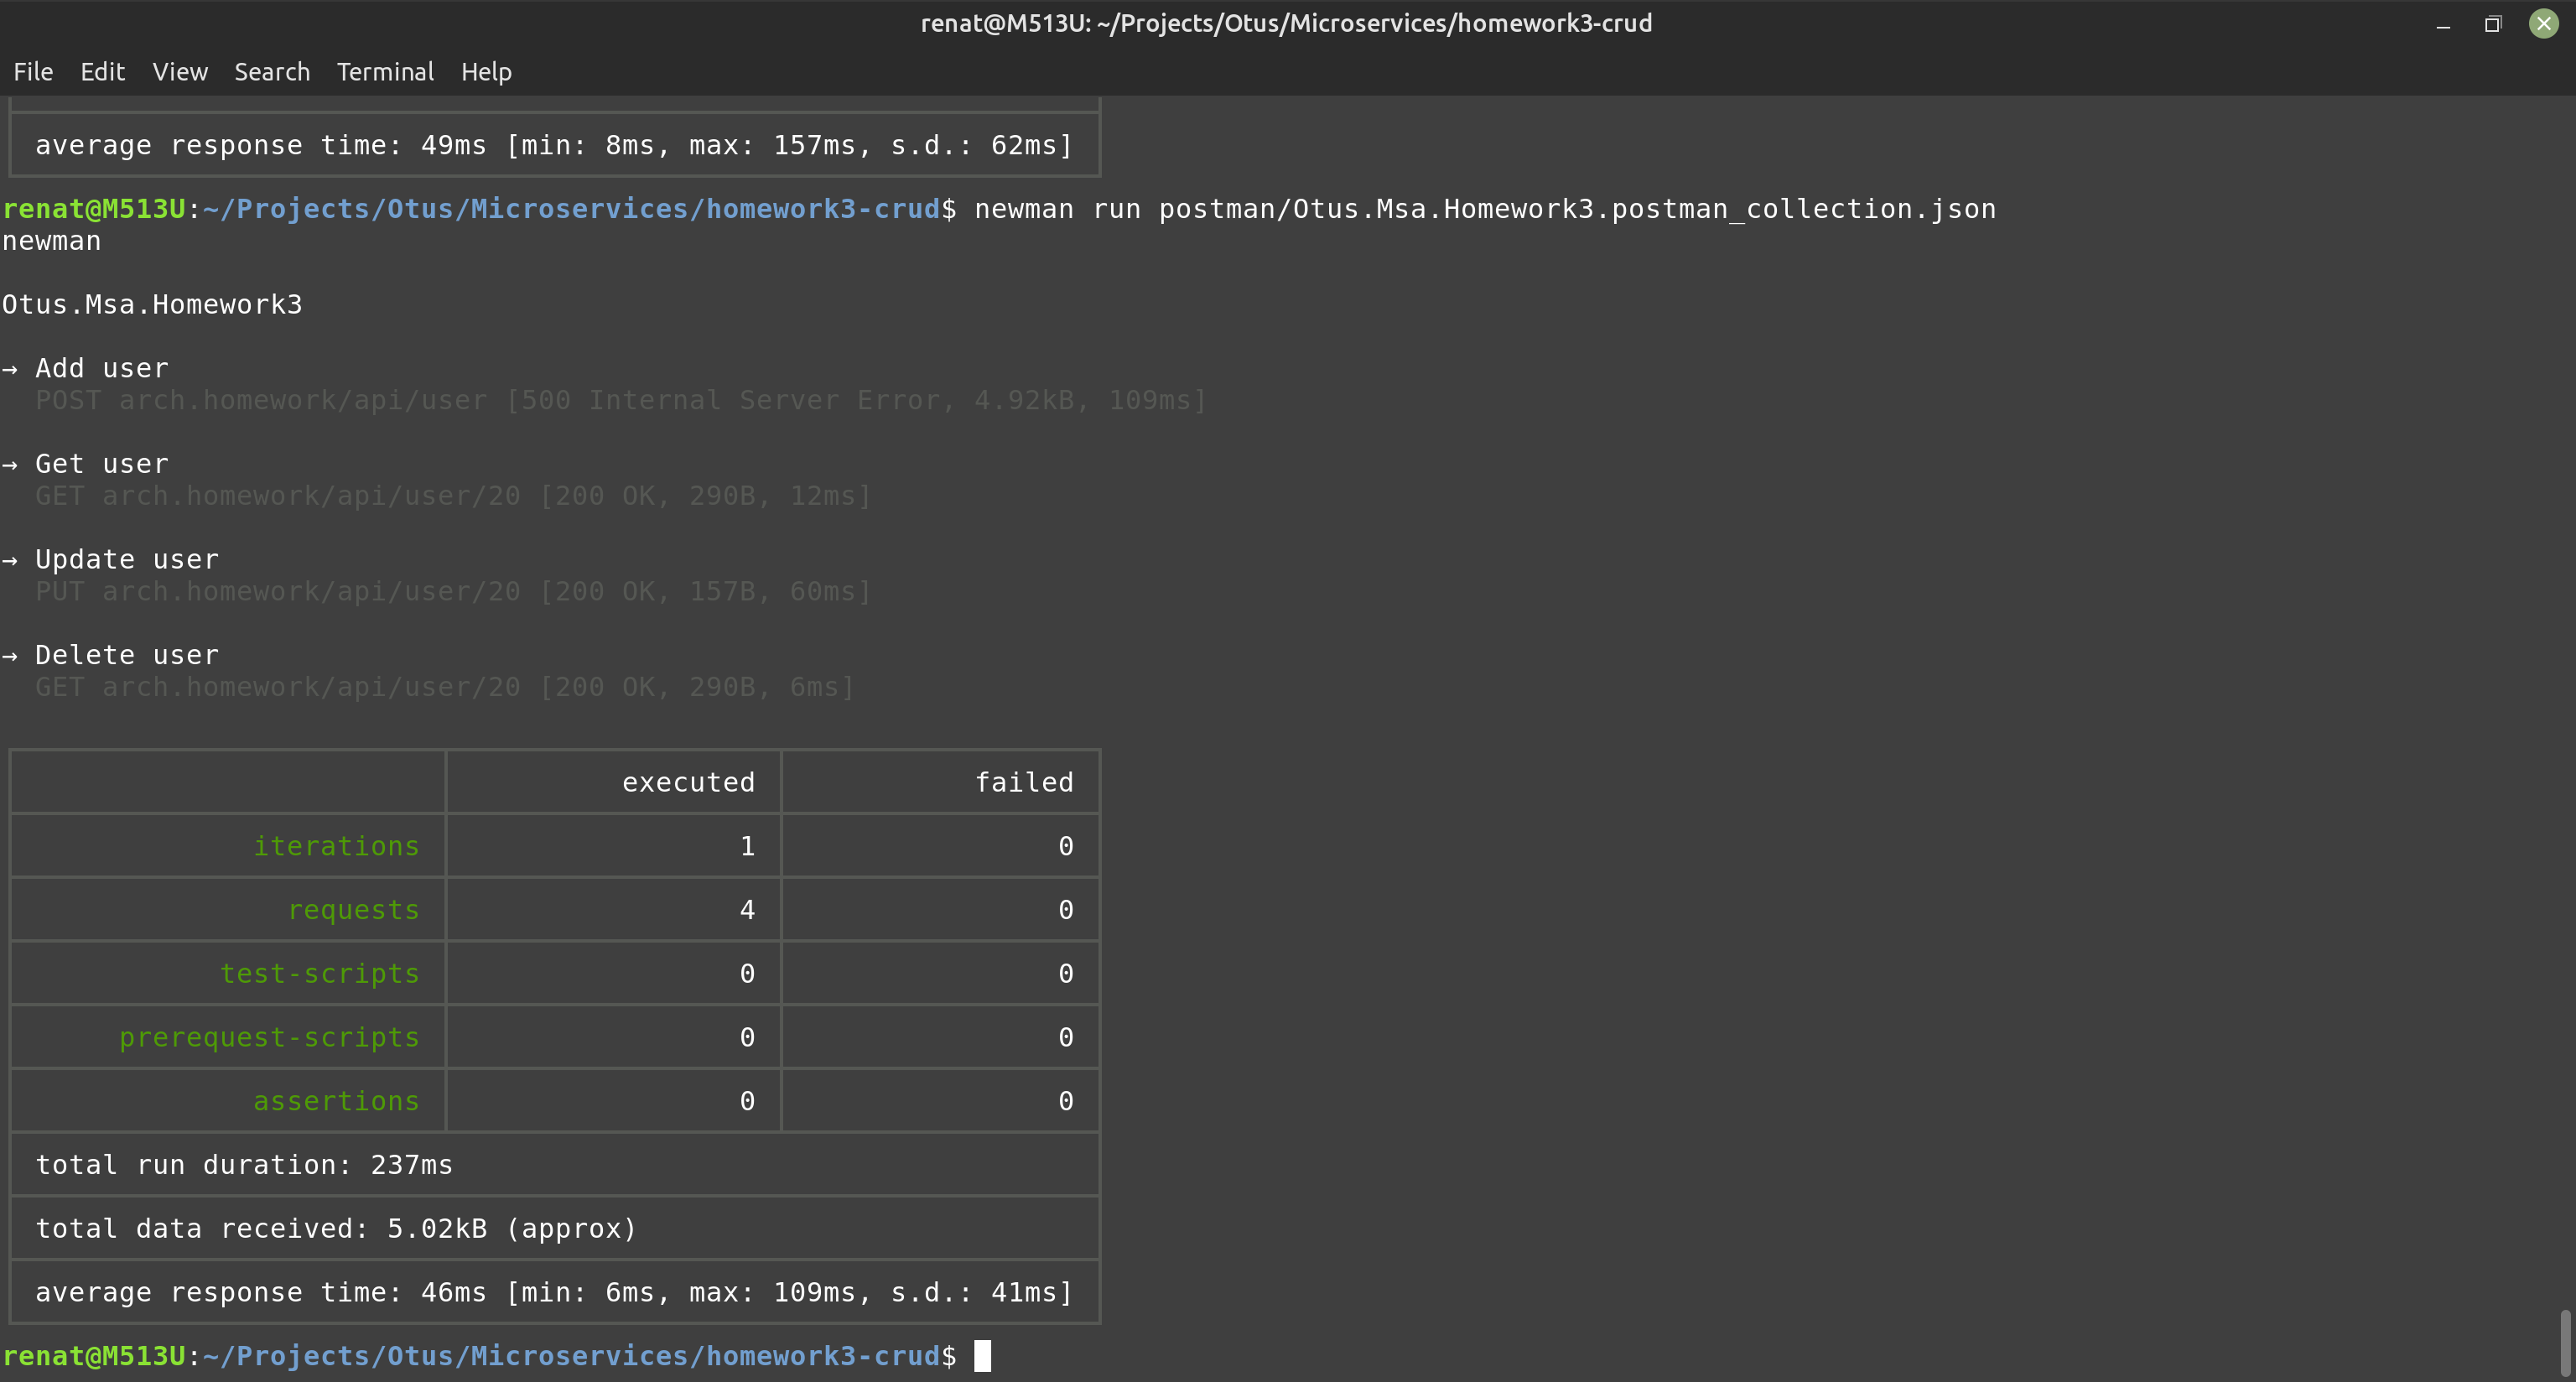 renat@M513U: ~/Projects/Otus/Microservices/homework3-crud
File Edit View Search Terminal Help
average response time: 49ms [min: 8ms, max: 157ms, s.d.: 62ms]
renat@M513U:~/Projects/Otus/Microservices/homework3-crud$ newman run postman/Otus.Msa.Homework3.postman_collection.json
newman
Otus.Msa.Homework3
→ Add user
POST arch.homework/api/user [500 Internal Server Error, 4.92kB, 109ms]
→ Get user
GET arch.homework/api/user/20 [200 OK, 290B, 12ms]
→ Update user
PUT arch.homework/api/user/20 [200 OK, 157B, 60ms]
→ Delete user
GET arch.homework/api/user/20 [200 OK, 290B, 6ms]
executed failed
iterations 1 0
requests 4 0
test-scripts 0 0
prerequest-scripts 0 0
assertions 0 0
total run duration: 237ms
total data received: 5.02kB (approx)
average response time: 46ms [min: 6ms, max: 109ms, s.d.: 41ms]
renat@M513U:~/Projects/Otus/Microservices/homework3-crud$